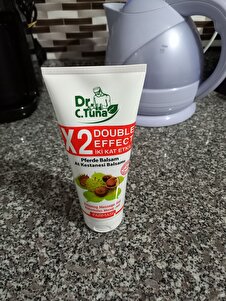 Dr.
C.Tuna
X2 DOUBLE
EFFECT
İKİ KAT ETKİ
Pferde Balsam
At Kestanesi Balsamı
FARMASİ